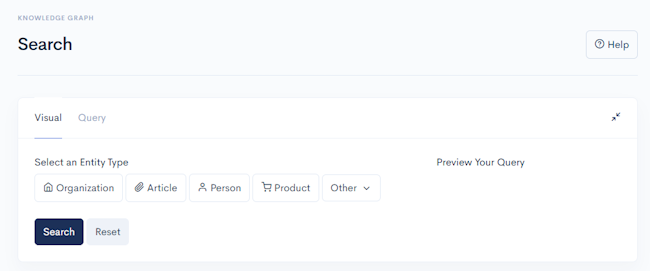 KNOWLEDGE GRAPH
Search
Help
Visual Query
Select an Entity Type
Preview Your Query
Organization Article Person Product Other
Search Reset